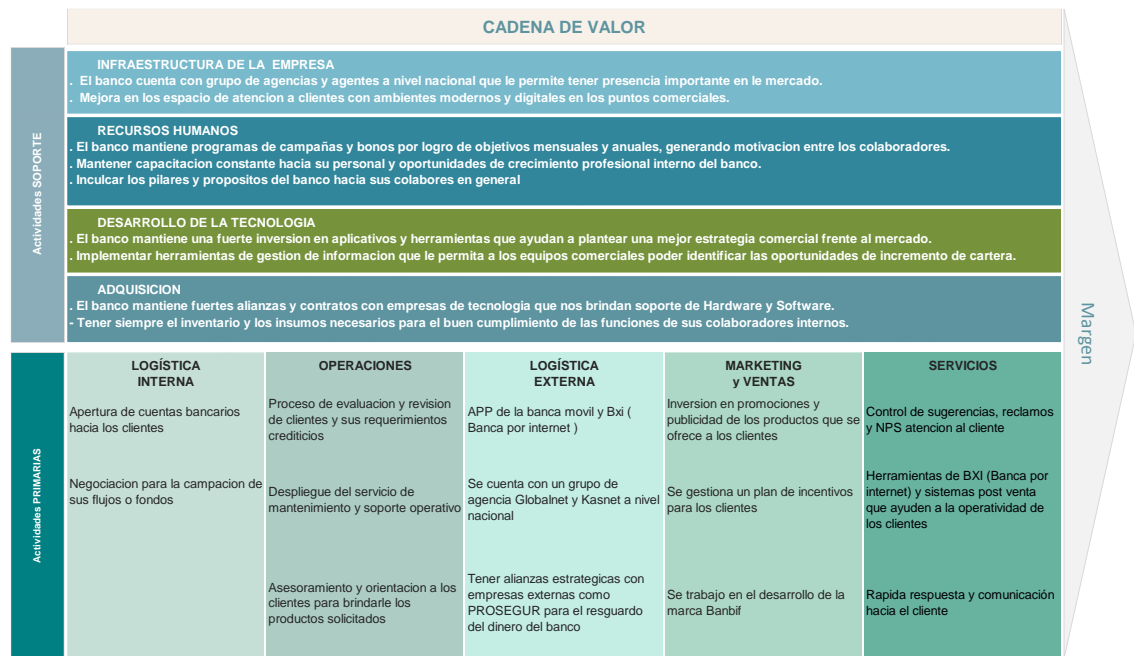 CADENA DE VALOR
Actividades SOPORTE
INFRAESTRUCTURA DE LA EMPRESA
. El banco cuenta con grupo de agencias y agentes a nivel nacional que le permite tener presencia importante en le mercado.
. Mejora en los espacio de atencion a clientes con ambientes modernos y digitales en los puntos comerciales.
RECURSOS HUMANOS
. El banco mantiene programas de campañas y bonos por logro de objetivos mensuales y anuales, generando motivacion entre los colaboradores.
. Mantener capacitacion constante hacia su personal y oportunidades de crecimiento profesional interno del banco.
. Inculcar los pilares y propositos del banco hacia sus colabores en general
DESARROLLO DE LA TECNOLOGIA
. El banco mantiene una fuerte inversion en aplicativos y herramientas que ayudan a plantear una mejor estrategia comercial frente al mercado.
. Implementar herramientas de gestion de informacion que le permita a los equipos comerciales poder identificar las oportunidades de incremento de cartera.
ADQUISICION
. El banco mantiene fuertes alianzas y contratos con empresas de tecnologia que nos brindan soporte de Hardware y Software.
- Tener siempre el inventario y los insumos necesarios para el buen cumplimiento de las funciones de sus colaboradores internos.
Margen
Actividades PRIMARIAS
LOGÍSTICA
INTERNA
Apertura de cuentas bancarios
hacia los clientes
Negociacion para la campacion de
sus flujos o fondos
OPERACIONES
Proceso de evaluacion y revision
de clientes y sus requerimientos
crediticios
Despliegue del servicio de
mantenimiento y soporte operativo
Asesoramiento y orientacion a los
clientes para brindarle los
productos solicitados
LOGÍSTICA
EXTERNA
APP de la banca movil y Bxi (
Banca por internet )
Se cuenta con un grupo de
agencia Globalnet y Kasnet a nivel
nacional
Tener alianzas estrategicas con
empresas externas como
PROSEGUR para el resguardo
del dinero del banco
MARKETING
y VENTAS
Inversion en promociones y
publicidad de los productos que se
ofrece a los clientes
Se gestiona un plan de incentivos
para los clientes
Se trabajo en el desarrollo de la
marca Banbif
SERVICIOS
Control de sugerencias, reclamos
y NPS atencion al cliente
Herramientas de BXI (Banca por
internet) y sistemas post venta
que ayuden a la operatividad de
los clientes
Rapida respuesta y comunicación
hacia el cliente